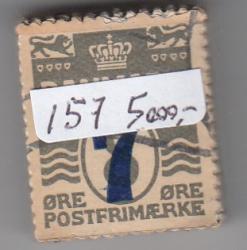 157 5000,-
7
ØRE ØRE
POSTFRIMÆRKE